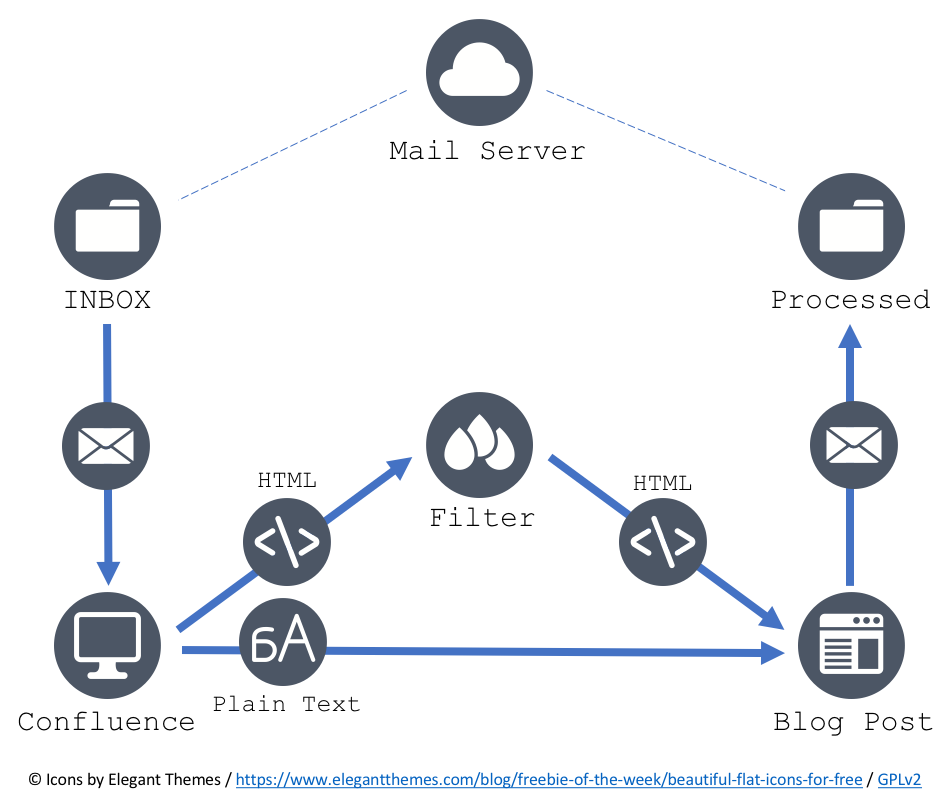 Mail Server
INBOX
Processed
HTML
HTML
Filter
</>
</>
aA
Plain Text
Confluence
Blog Post
© Icons by Elegant Themes / https://www.elegantthemes.com/blog/freebie-of-the-week/beautiful-flat-icons-for-free / GPLv2